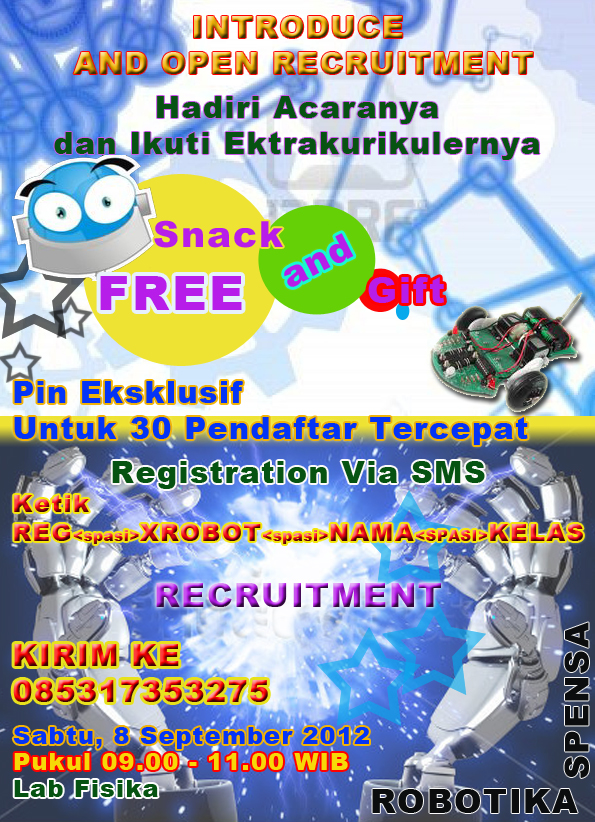 INTRODUCE
AND OPEN RECRUITMENT
Hadiri Acaranya
dan Ikuti Ektrakurikulernya
Snack
FREE
and
Gift
Pin Eksklusif
Untuk 30 Pendaftar Tercepat
Registration Via SMS
Ketik
REG<spasi>XROBOT<spasi>NAMA<SPASI>KELAS
RECRUITMENT
KIRIM KE
085317353275
Sabtu, 8 September 2012
Pukul 09.00 - 11.00 WIB
Lab Fisika
ROBOTIKA
SPENSA